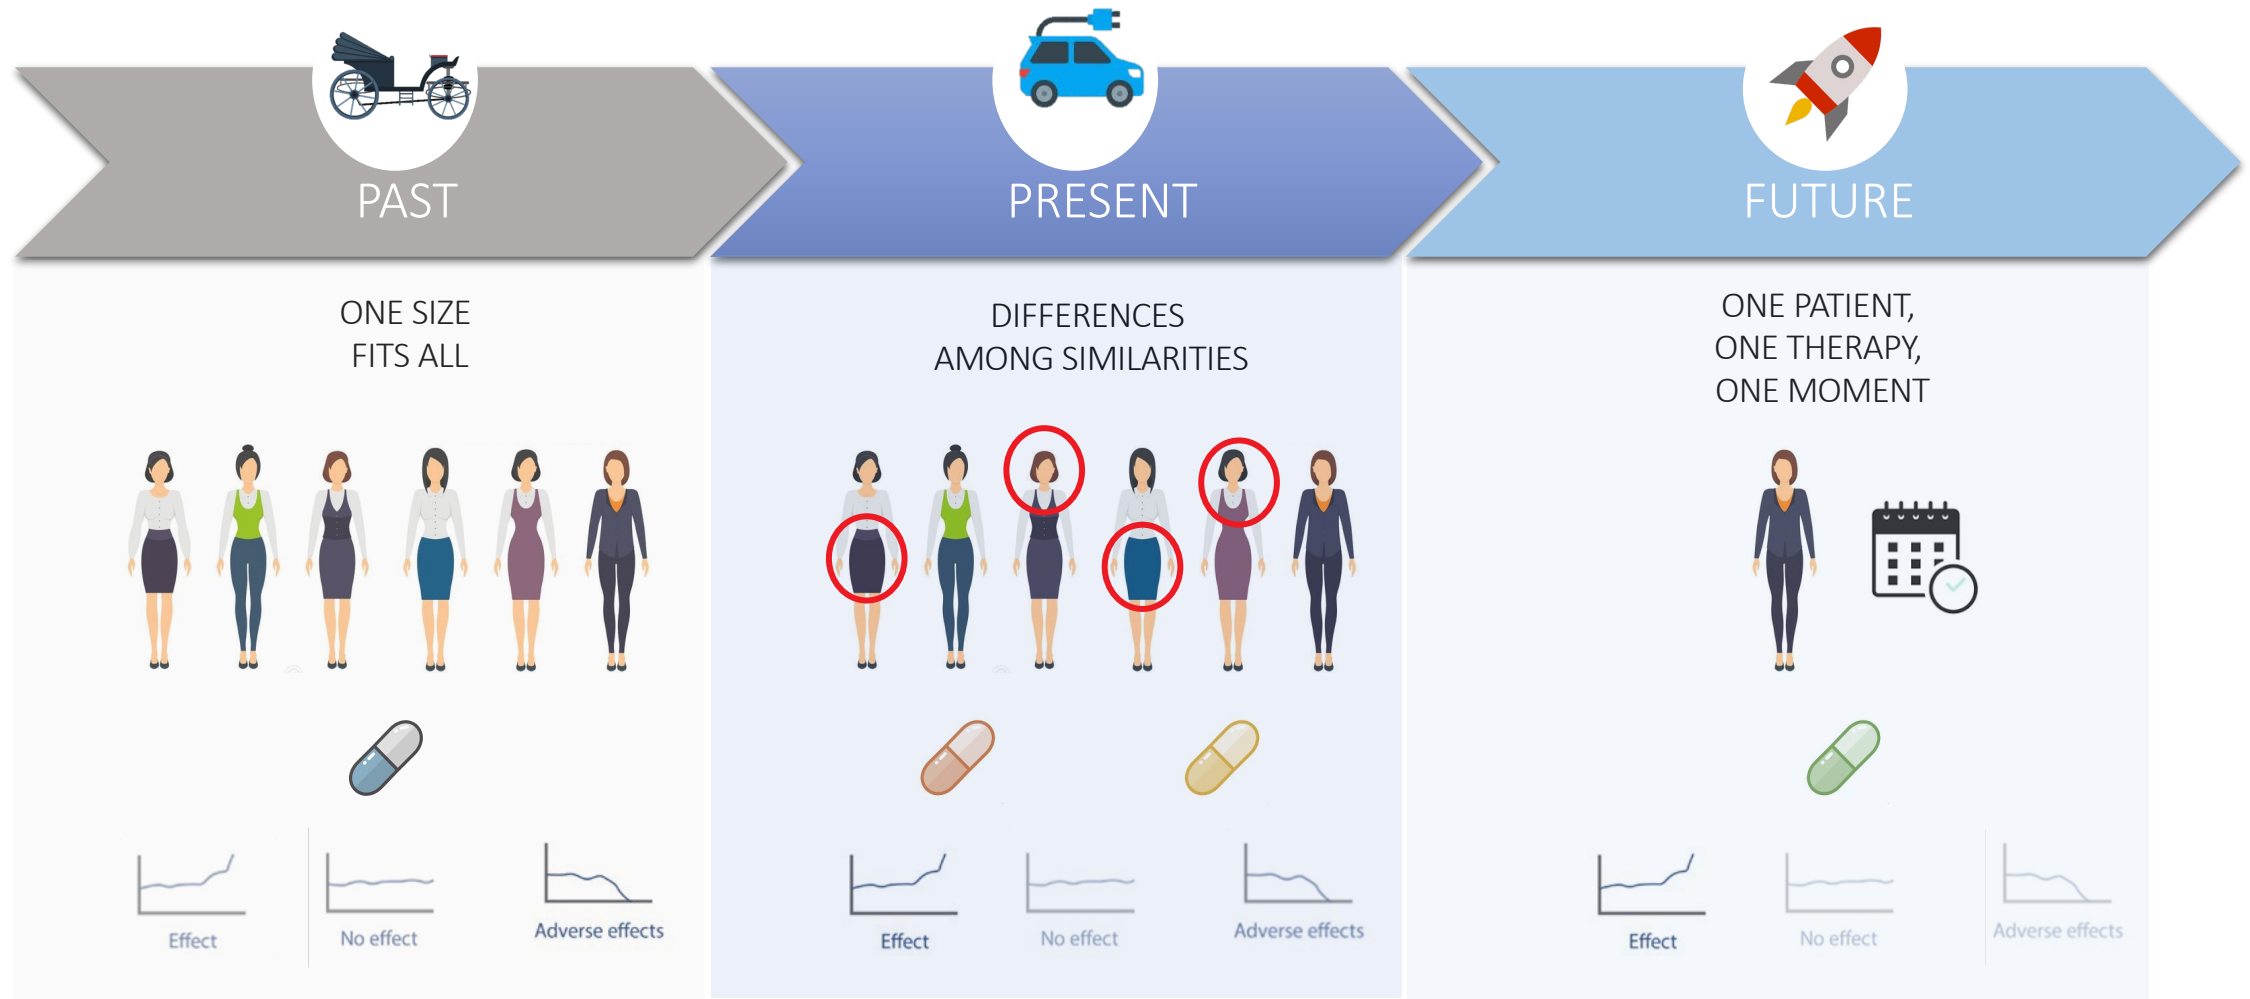 PAST
PRESENT
FUTURE
ONE SIZE
FITS ALL
DIFFERENCES
AMONG SIMILARITIES
ONE PATIENT,
ONE THERAPY,
ONE MOMENT
Effect
No effect
Adverse effects
Effect
No effect
Adverse effects
Effect
No effect
Adverse effects